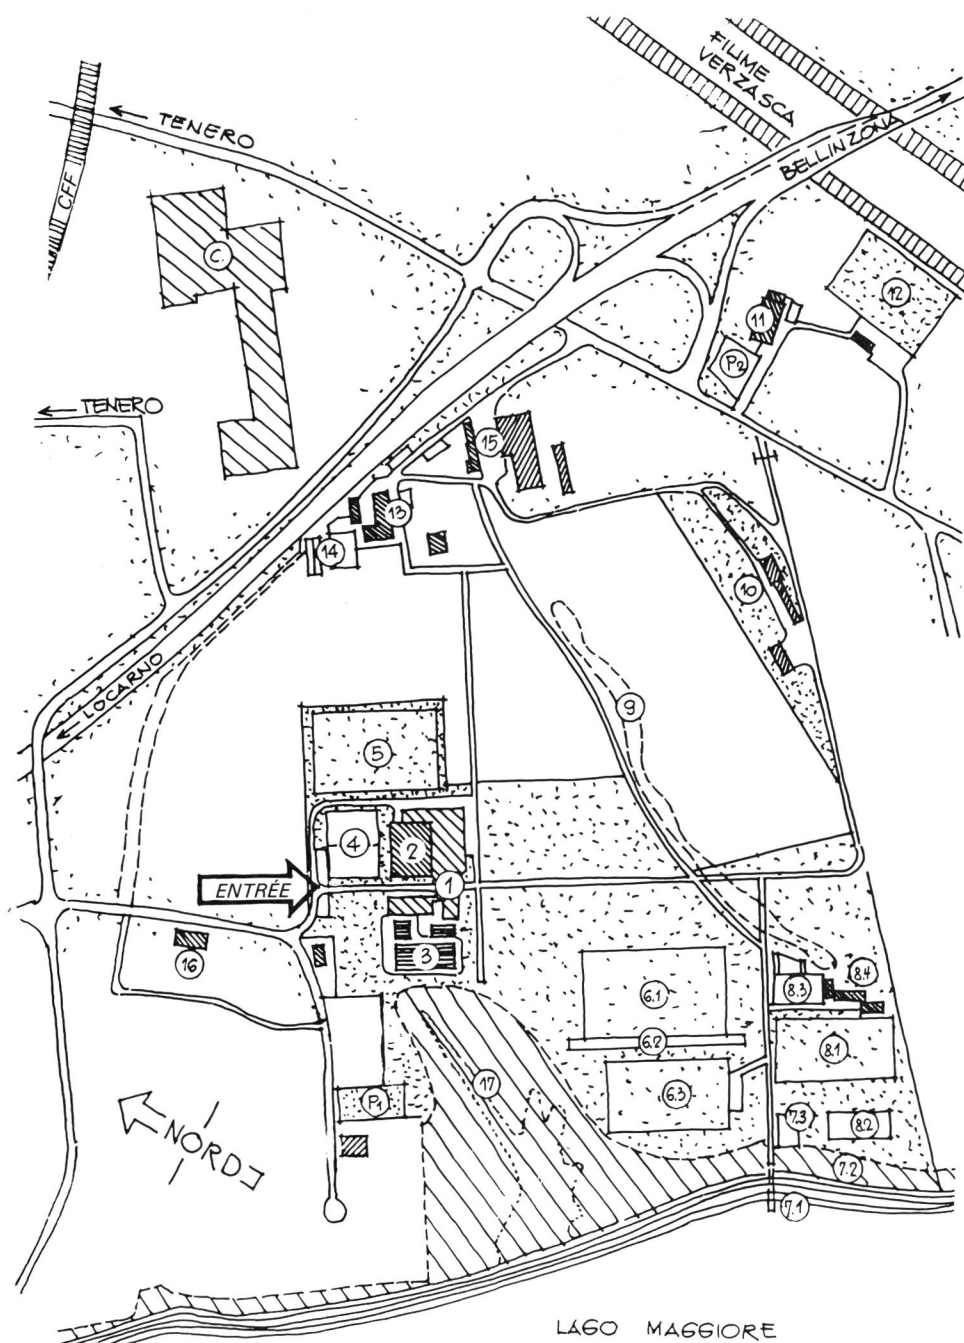 FIUME
VERZASCA
TENERO
BELLINZONA
CFF
C
12
11
P2
TENERO
15
13
14
10
LOCARNO
9
5
4
2
ENTRÉE
1
3
16
8.4
8.3
6.1
6.2
8.1
17
6.3
P1
7.3
8.2
NORD
7.2
7.1
LAGO MAGGIORE